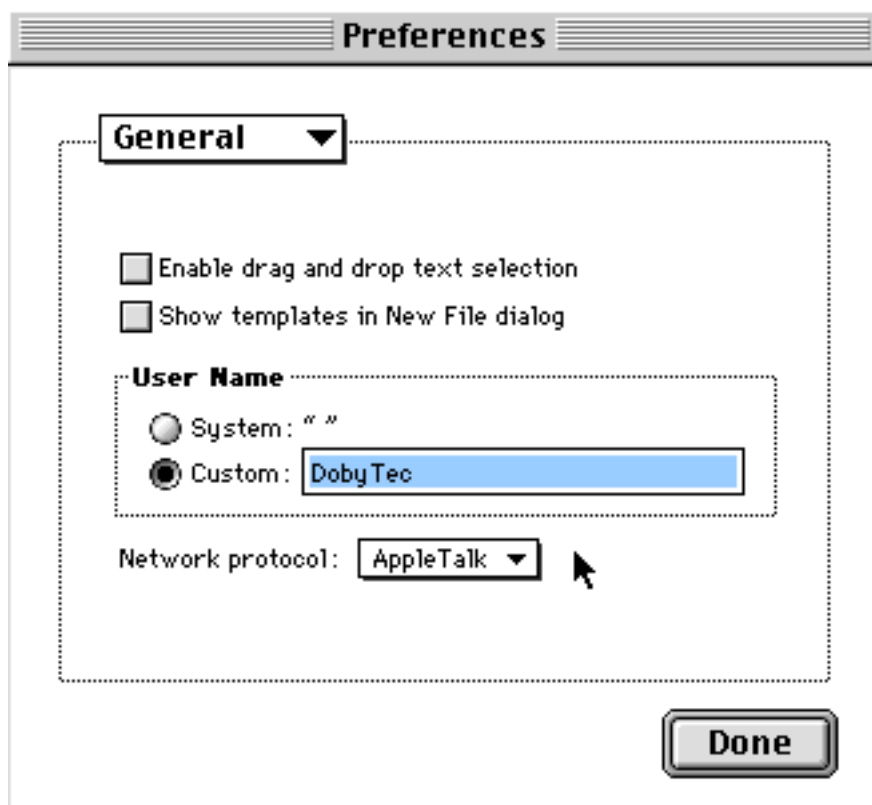 Preferences
General
Enable drag and drop text selection
Show templates in New File dialog
User Name
System: “ ”
Custom: DobyTec
Network protocol: AppleTalk
Done